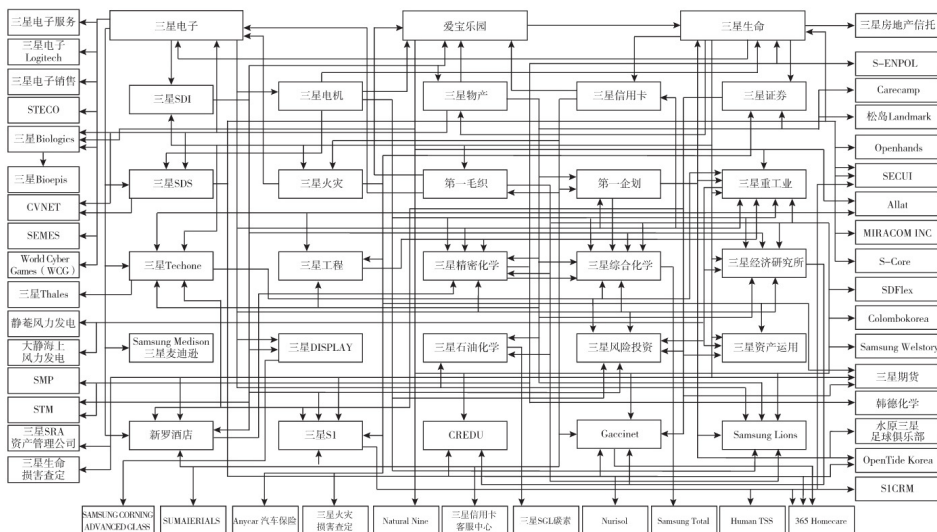 三星电子
爱宝乐园
三星生命
三星电子服务
三星电子
Logitech
三星电子销售
STECO
三星Biologics
三星Bioepis
CVNET
SEMES
World Cyber
Games（WCG）
三星Thales
静菴风力发电
大静海上
风力发电
SMP
STM
三星SRA
资产管理公司
三星生命
损害查定
三星SDI
三星电机
三星物产
三星信用卡
三星证券
三星SDS
三星火灾
第一毛织
第一企划
三星重工业
三星Techone
三星工程
三星精密化学
三星综合化学
三星经济研究所
Samsung Medison
三星麦迪逊
三星DISPLAY
三星石油化学
三星风险投资
三星资产运用
新罗酒店
三星S1
CREDU
Gaccinet
Samsung Lions
三星房地产信托
S-ENPOL
Carecamp
松岛Landmark
Openhands
SECUI
Allat
MIRACOM INC
S-Core
SDFlex
Colombokorea
Samsung Welstory
三星期货
韩德化学
水原三星
足球俱乐部
OpenTide Korea
S1CRM
SAMSUNG CORNING
ADVANCED GLASS
SUMAIERIALS
Anycar 汽车保险
三星火灾
损害查定
Natural Nine
三星信用卡
客服中心
三星SGL碳素
Nurisol
Samsung Total
Human TSS
365 Homecare